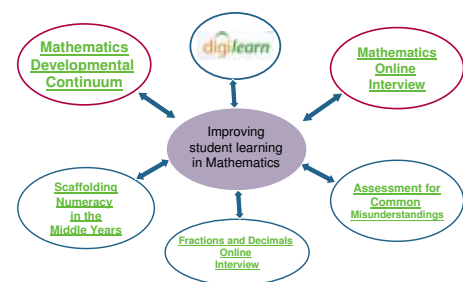 digilearn
Mathematics
Developmental
Continuum
Mathematics
Online
Interview
Improving
student learning
in Mathematics
Scaffolding
Numeracy
in the
Middle Years
Fractions and Decimals
Online
Interview
Assessment for
Common
Misunderstandings